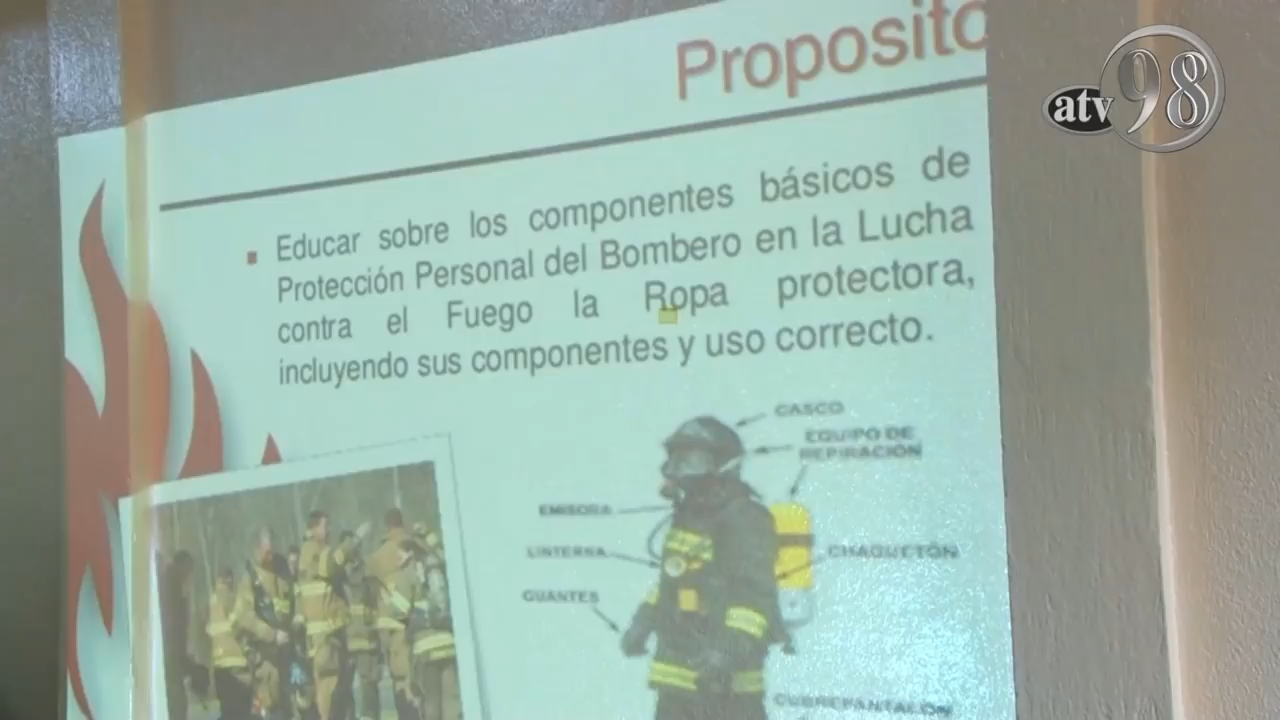 Proposito
atv 98
Educar sobre los componentes básicos de
Protección Personal del Bombero en la Lucha
contra el Fuego la Ropa protectora,
incluyendo sus componentes y uso correcto.
CASCO
EQUIPO DE
REPIRACIÓN
EMISORA
LINTERNA
CHAQUETÓN
GUANTES
CUBREPANTALÓN